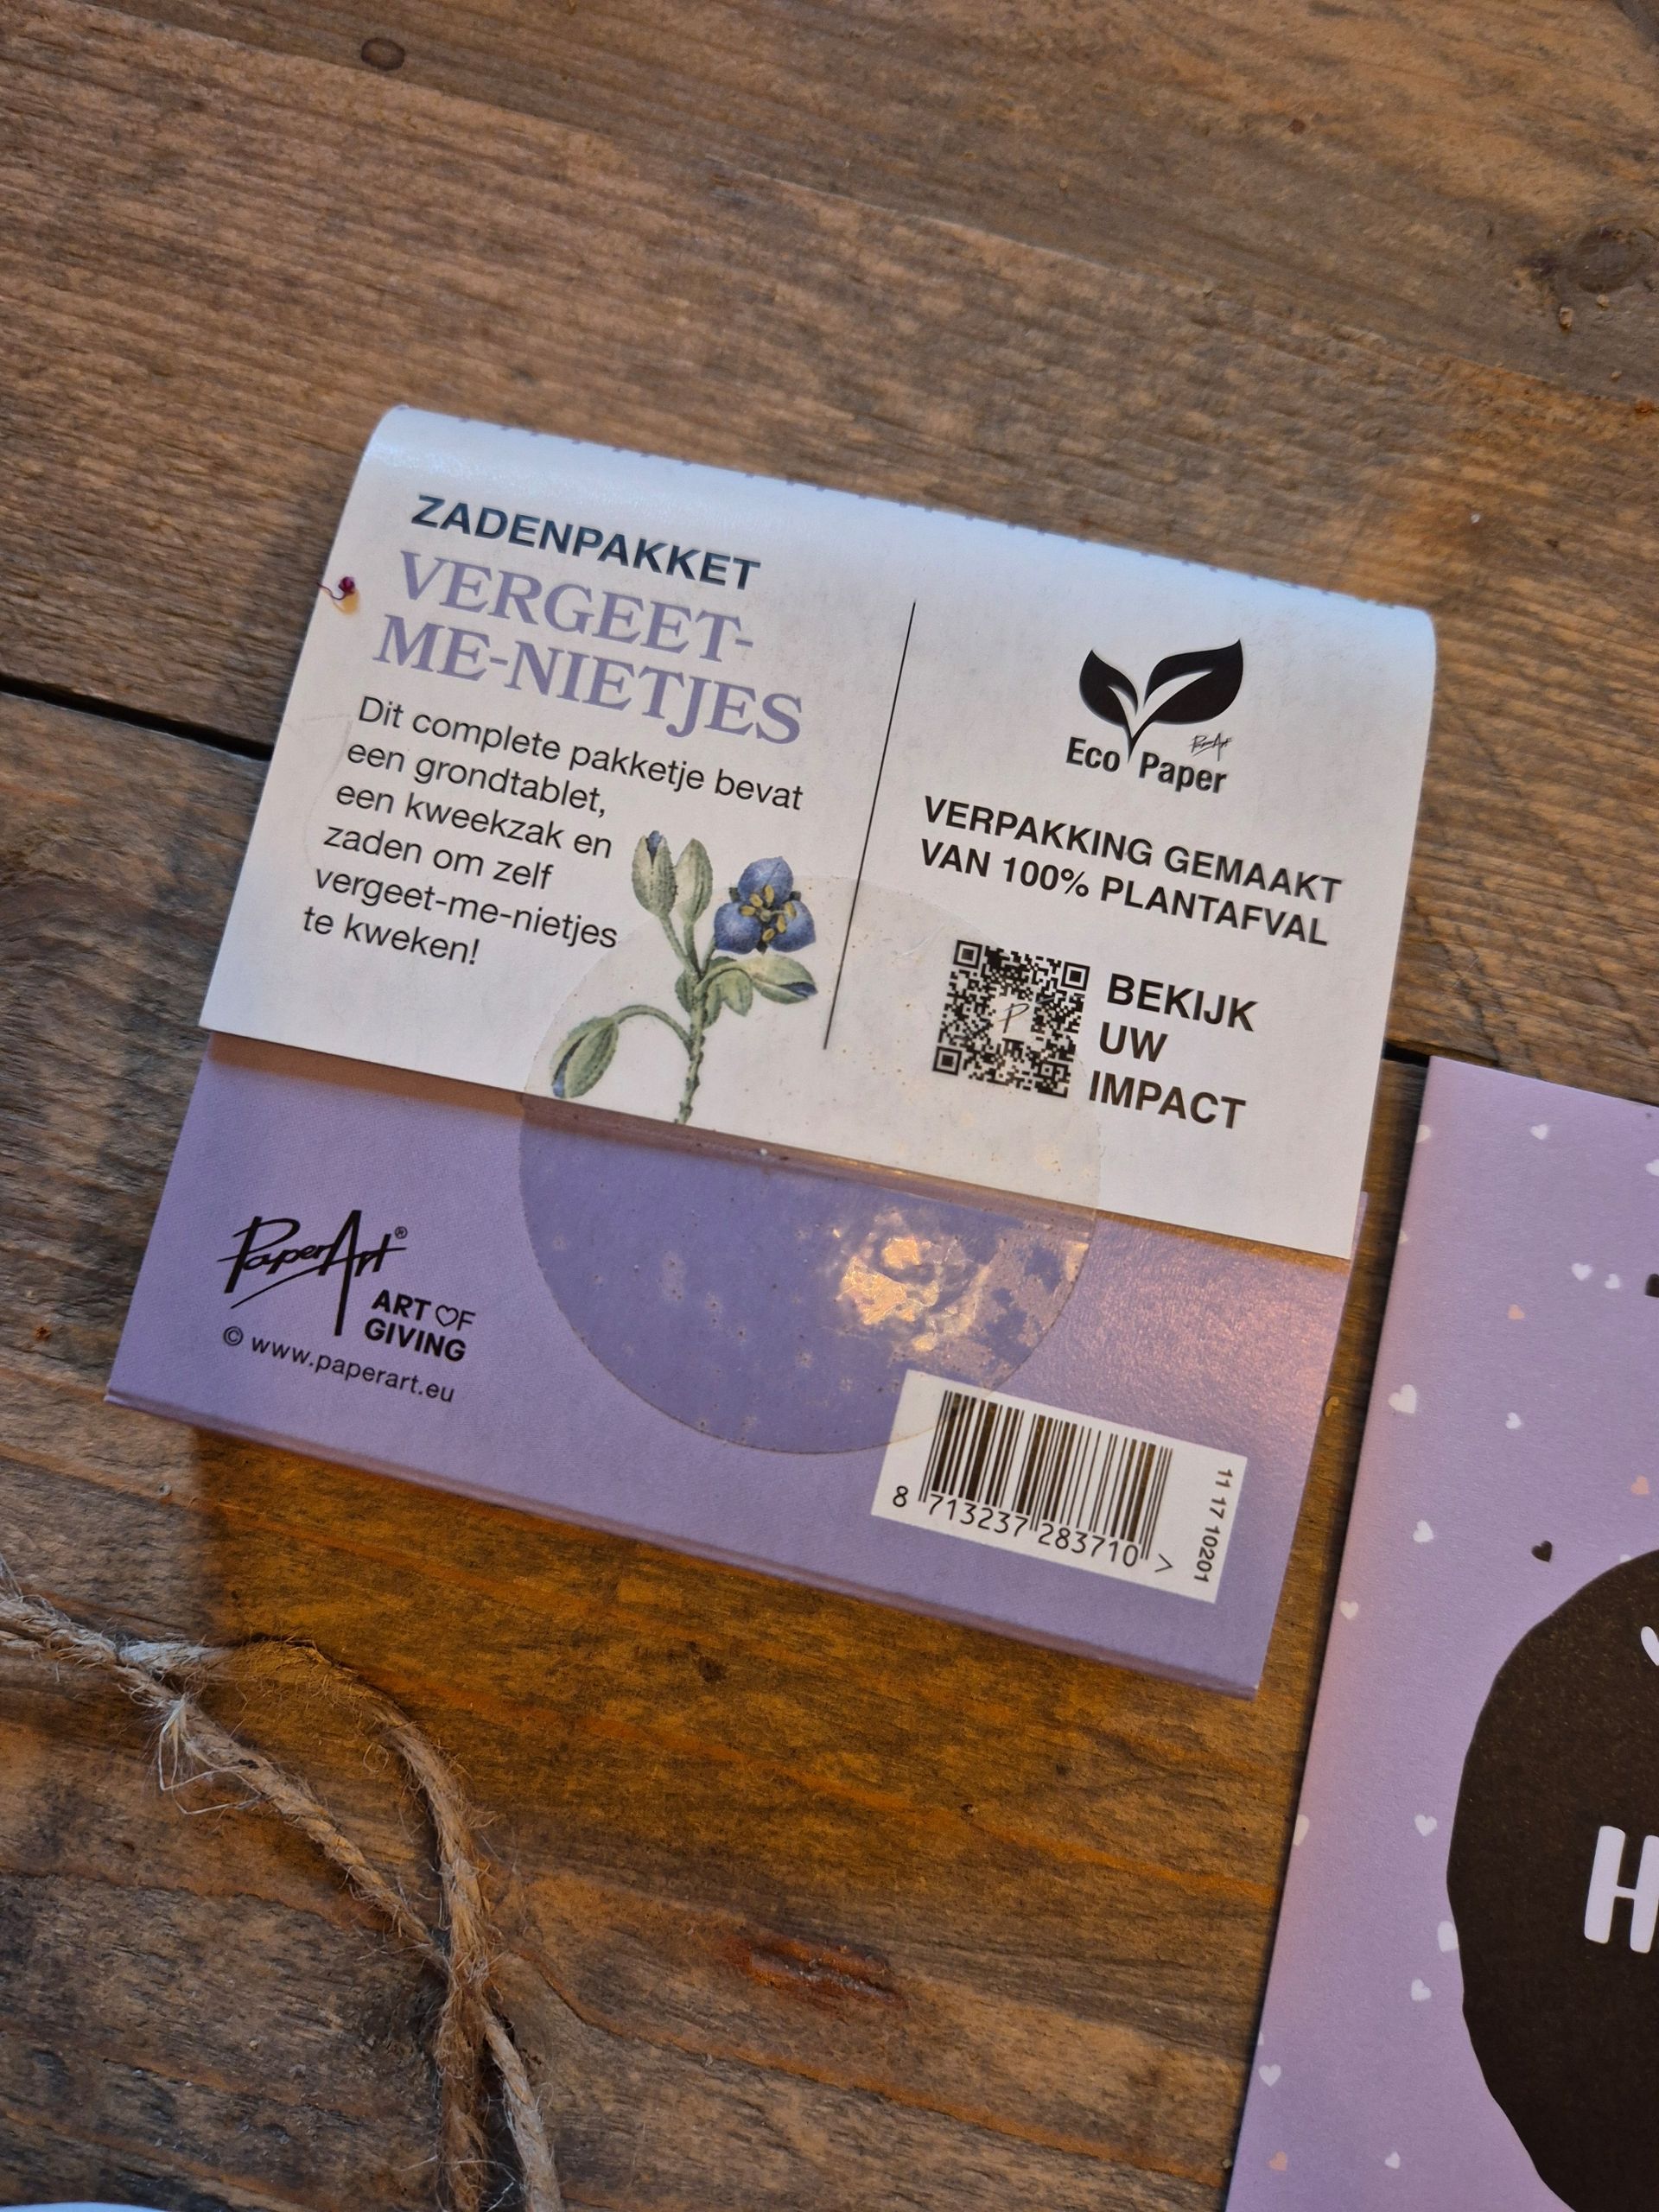 ZADENPAKKET
VERGEET-
ME-NIETJES
Dit complete pakketje bevat
een grondtablet,
een kweekzak en
zaden om zelf
vergeet-me-nietjes
te kweken!
PaperArt
Eco Paper
VERPAKKING GEMAAKT
VAN 100% PLANTAFVAL
P
BEKIJK
UW
IMPACT
PaperArt®
ART OF
GIVING
© www.paperart.eu
8 713237 283710 >
11 17 10201
H